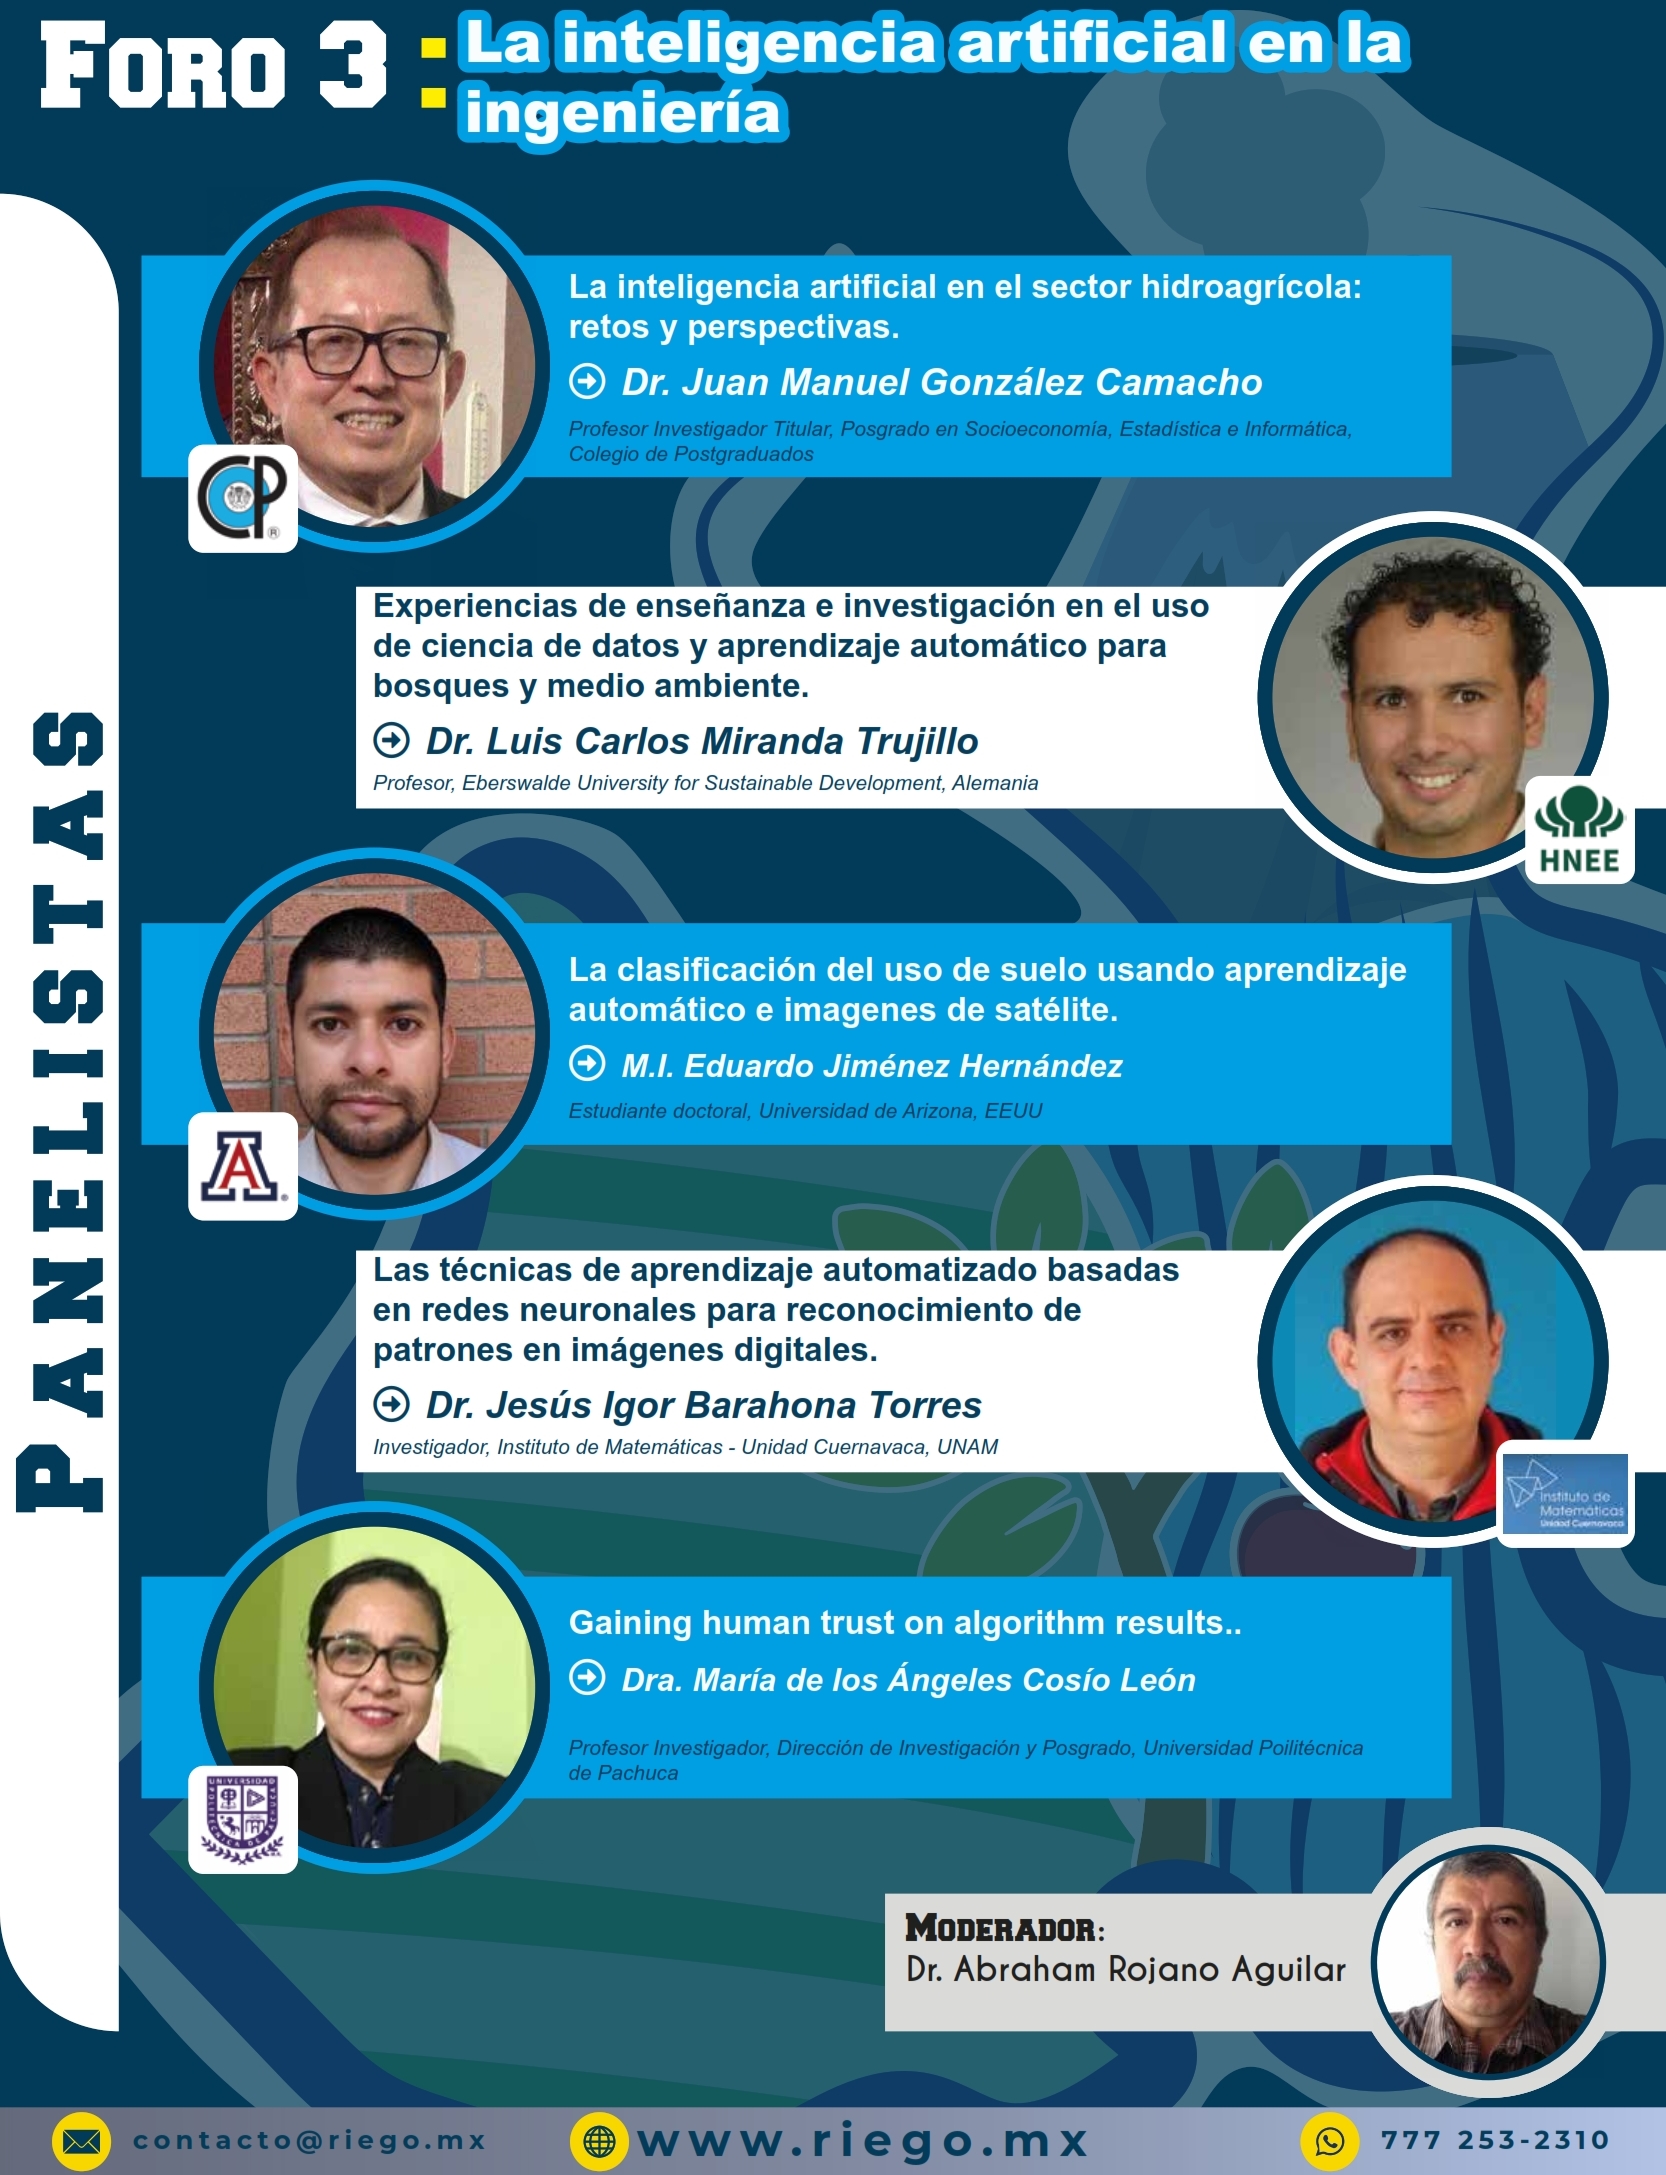 FORO 3 :
La inteligencia artificial en la
ingeniería
PANELISTAS
La inteligencia artificial en el sector hidroagrícola:
retos y perspectivas.
Dr. Juan Manuel González Camacho
Profesor Investigador Titular, Posgrado en Socioeconomía, Estadística e Informática,
Colegio de Postgraduados
CP
®
Experiencias de enseñanza e investigación en el uso
de ciencia de datos y aprendizaje automático para
bosques y medio ambiente.
Dr. Luis Carlos Miranda Trujillo
Profesor, Eberswalde University for Sustainable Development, Alemania
HNEE
La clasificación del uso de suelo usando aprendizaje
automático e imagenes de satélite.
M.I. Eduardo Jiménez Hernández
Estudiante doctoral, Universidad de Arizona, EEUU
A
®
Las técnicas de aprendizaje automatizado basadas
en redes neuronales para reconocimiento de
patrones en imágenes digitales.
Dr. Jesús Igor Barahona Torres
Investigador, Instituto de Matemáticas - Unidad Cuernavaca, UNAM
Instituto de
Matemáticas
Unidad Cuernavaca
Gaining human trust on algorithm results..
Dra. María de los Ángeles Cosío León
Profesor Investigador, Dirección de Investigación y Posgrado, Universidad Poilitécnica
de Pachuca
UNIVERSIDAD
POLITÉCNICA DE PACHUCA
MODERADOR:
Dr. Abraham Rojano Aguilar
contacto@riego.mx
www.riego.mx
777 253-2310